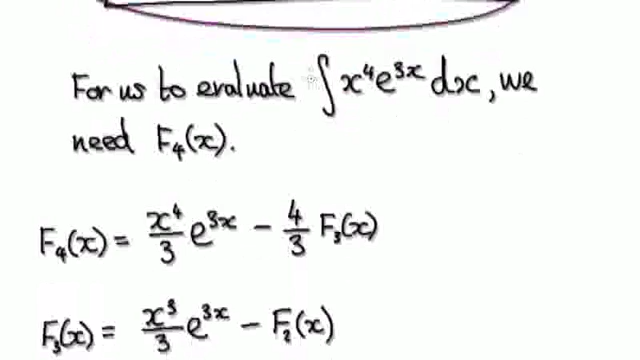 For us to evaluate ∫x⁴e³ˣ dx, we
need F₄(x).
F₄(x) = x⁴/3 e³ˣ − 4/3 F₃(x)
F₃(x) = x³/3 e³ˣ − F₂(x)